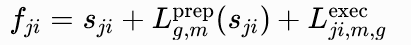 f_{ji} = s_{ji} + L^{prep}_{g,m}(s_{ji}) + L^{exec}_{ji,m,g}